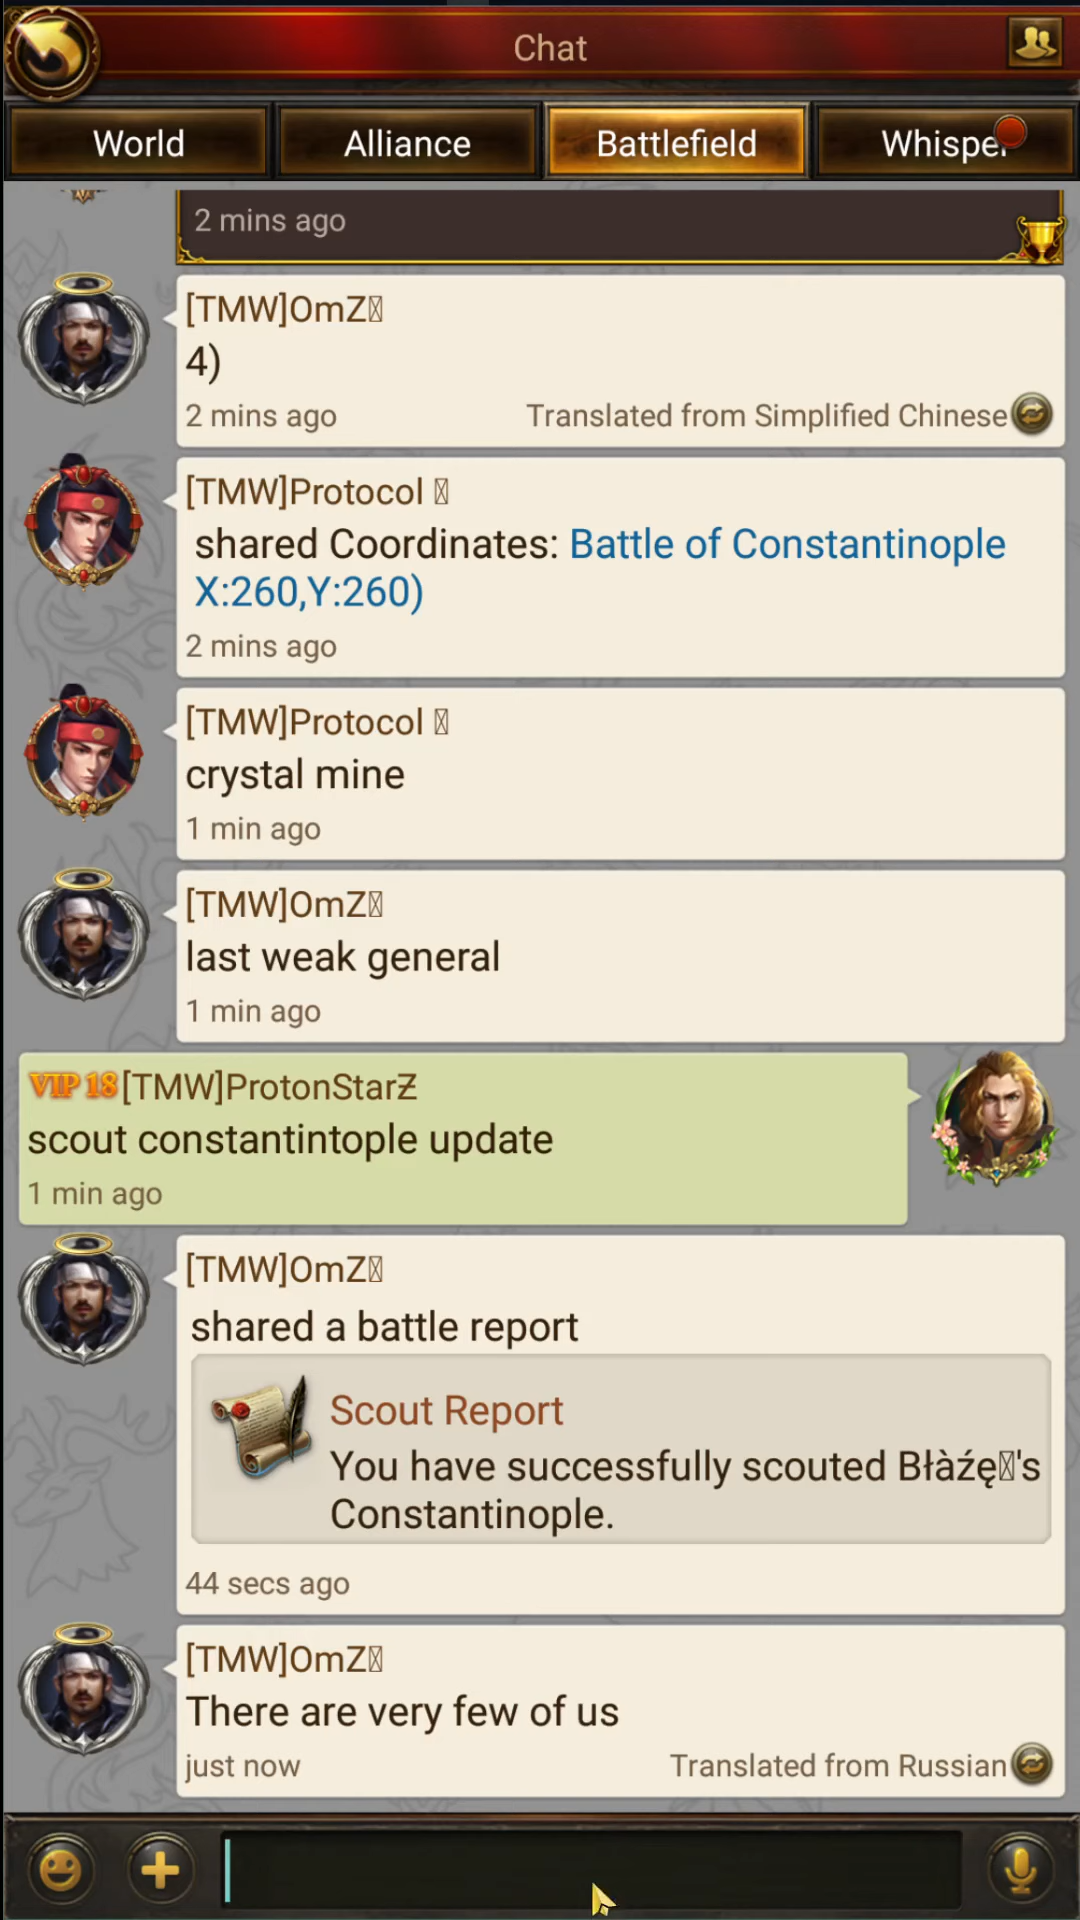 Chat
World
Alliance
Battlefield
Whisper
2 mins ago
[TMW]OmZ
4)
2 mins ago
Translated from Simplified Chinese
[TMW]Protocol
shared Coordinates: Battle of Constantinople
X:260,Y:260)
2 mins ago
[TMW]Protocol
crystal mine
1 min ago
[TMW]OmZ
last weak general
1 min ago
VIP 18 [TMW]ProtonStarƵ
scout constantintople update
1 min ago
[TMW]OmZ
shared a battle report
Scout Report
You have successfully scouted Błàźę's
Constantinople.
44 secs ago
[TMW]OmZ
There are very few of us
just now
Translated from Russian